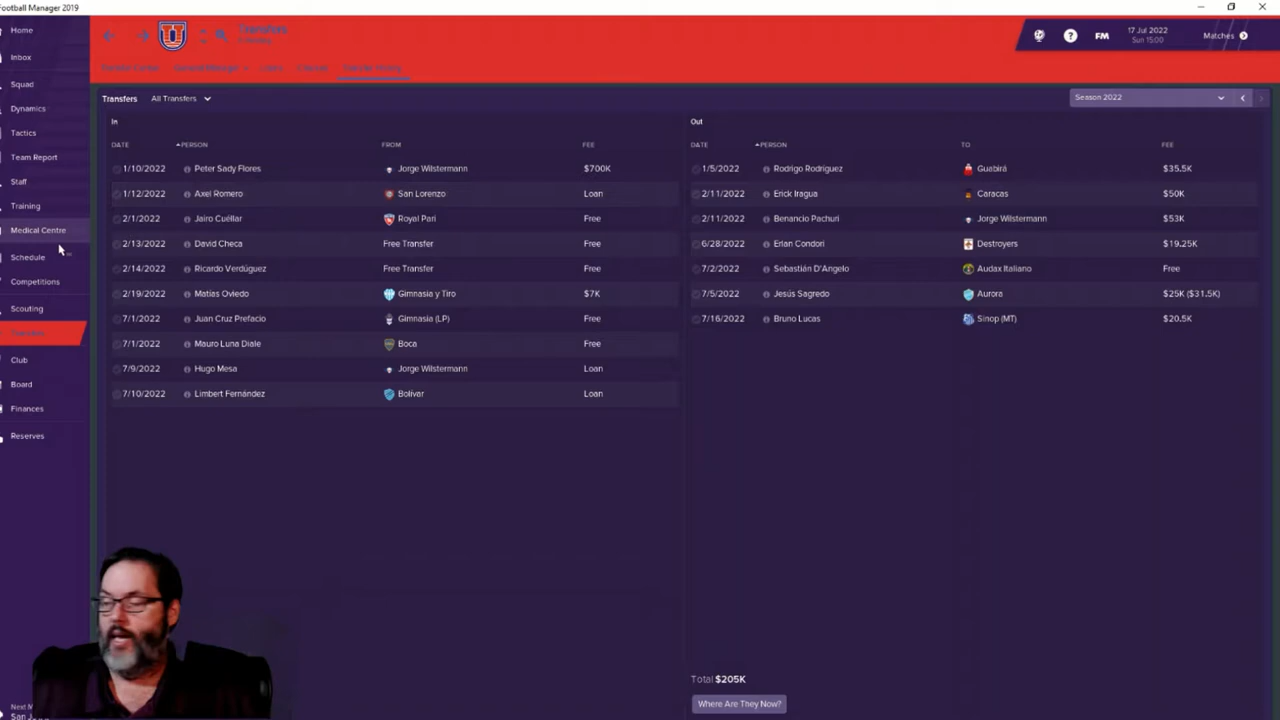 Football Manager 2019
Home
Transfers
17 Jul 2022
Sun 15:00
FM
Matches
Inbox
Squad
Dynamics
Tactics
Team Report
Staff
Training
Medical Centre
Schedule
Competitions
Scouting
Transfers
Club
Board
Finances
Reserves
Transfer History
Transfers All Transfers
Season 2022
In
DATE PERSON FROM FEE
1/10/2022 Peter Sady Flores Jorge Wilstermann $700K
1/12/2022 Axel Romero San Lorenzo Loan
2/1/2022 Jairo Cuéllar Royal Pari Free
2/13/2022 David Checa Free Transfer Free
2/14/2022 Ricardo Verdúguez Free Transfer Free
2/19/2022 Matías Oviedo Gimnasia y Tiro $7K
7/1/2022 Juan Cruz Prefacio Gimnasia (LP) Free
7/1/2022 Mauro Luna Diale Boca Free
7/9/2022 Hugo Mesa Jorge Wilstermann Loan
7/10/2022 Limbert Fernández Bolívar Loan
Out
DATE PERSON TO FEE
1/5/2022 Rodrigo Rodríguez Guabirá $35.5K
2/11/2022 Erick Iragua Caracas $50K
2/11/2022 Benancio Pachuri Jorge Wilstermann $53K
6/28/2022 Erlan Condori Destroyers $19.25K
7/2/2022 Sebastián D'Angelo Audax Italiano Free
7/5/2022 Jesús Sagredo Aurora $25K ($31.5K)
7/16/2022 Bruno Lucas Sinop (MT) $20.5K
Total $205K
Where Are They Now?
Next M
San J